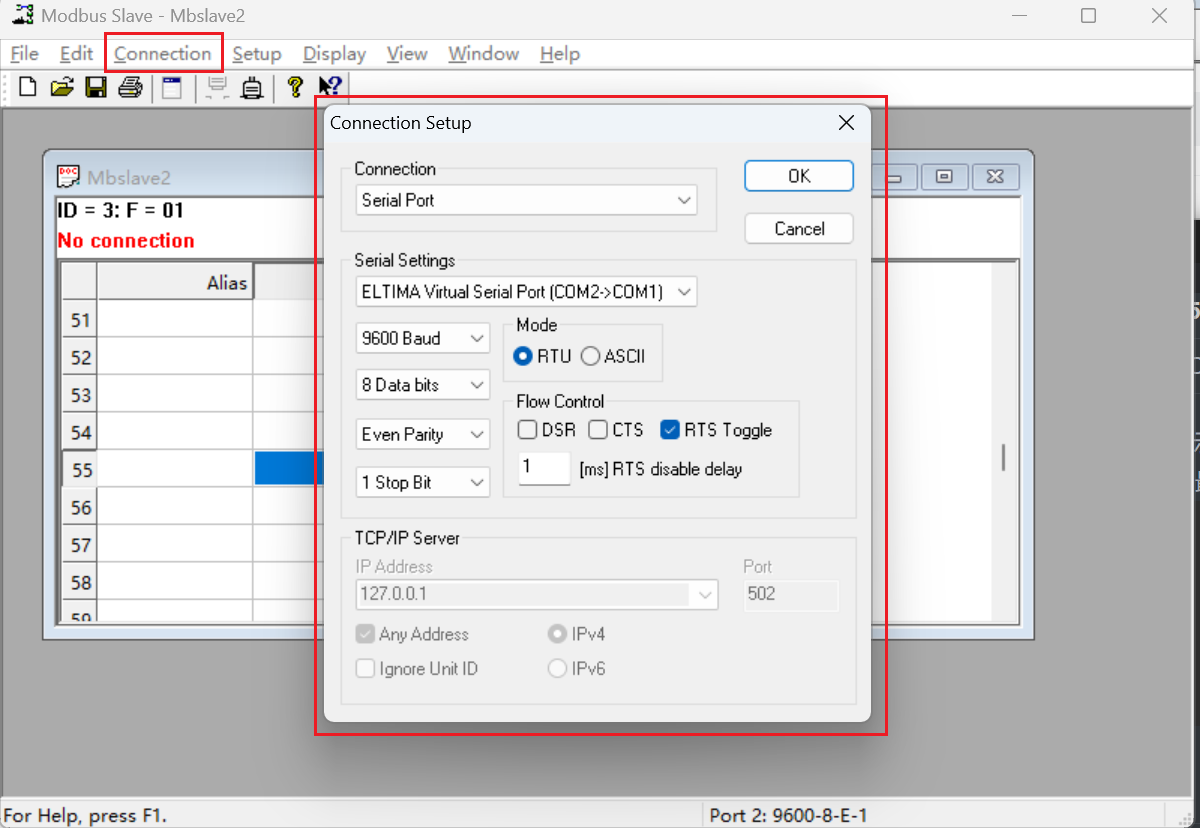 Modbus Slave - Mbslave2
File Edit Connection Setup Display View Window Help
Connection Setup
Connection
Serial Port
OK
Cancel
Serial Settings
ELTIMA Virtual Serial Port (COM2->COM1)
9600 Baud
8 Data bits
Even Parity
1 Stop Bit
Mode
RTU ASCII
Flow Control
DSR CTS RTS Toggle
1 [ms] RTS disable delay
TCP/IP Server
IP Address
127.0.0.1
Port
502
Any Address
Ignore Unit ID
IPv4
IPv6
DOC
Mbslave2
ID = 3: F = 01
No connection
Alias
51
52
53
54
55
56
57
58
59
For Help, press F1.
Port 2: 9600-8-E-1